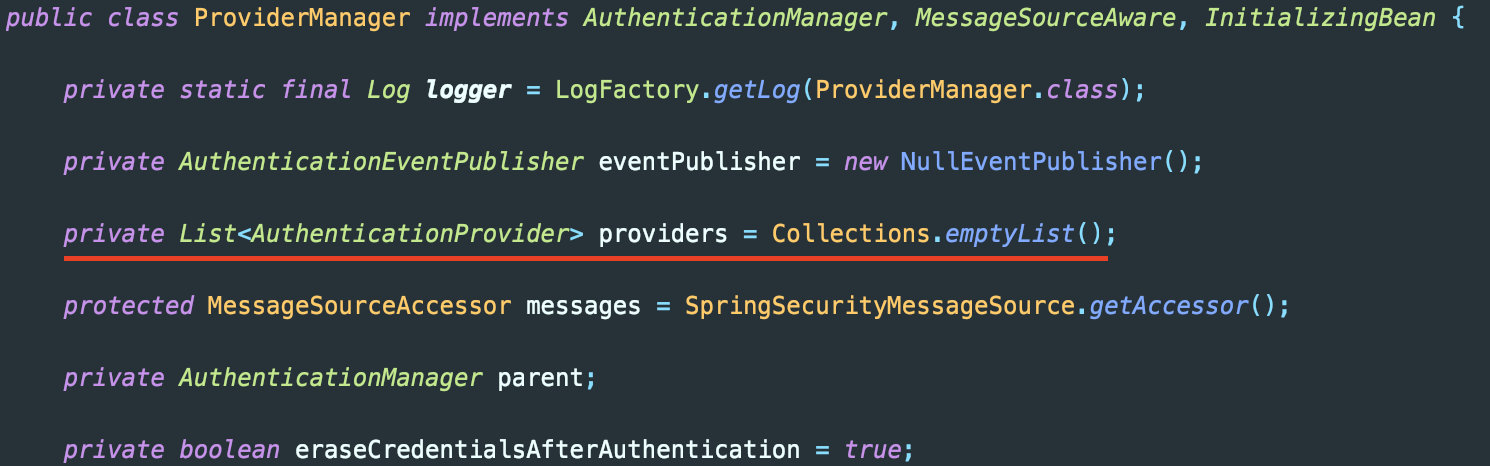 public class ProviderManager implements AuthenticationManager, MessageSourceAware, InitializingBean {
private static final Log logger = LogFactory.getLog(ProviderManager.class);
private AuthenticationEventPublisher eventPublisher = new NullEventPublisher();
private List<AuthenticationProvider> providers = Collections.emptyList();
protected MessageSourceAccessor messages = SpringSecurityMessageSource.getAccessor();
private AuthenticationManager parent;
private boolean eraseCredentialsAfterAuthentication = true;